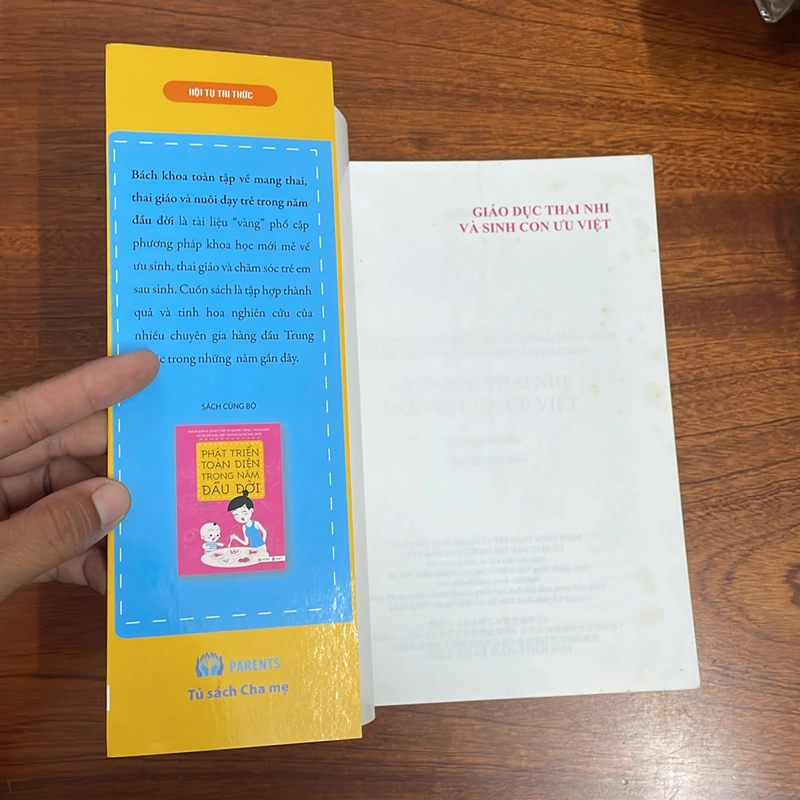 HỘI TỤ TRI THỨC
Bách khoa toàn tập về mang thai,
thai giáo và nuôi dạy trẻ trong năm
đầu đời là tài liệu “vàng” phổ cập
phương pháp khoa học mới mẻ về
ưu sinh, thai giáo và chăm sóc trẻ em
sau sinh. Cuốn sách là tập hợp thành
quả và tinh hoa nghiên cứu của
nhiều chuyên gia hàng đầu Trung
trong những năm gần đây.
SÁCH CÙNG BỘ
PHÁT TRIỂN
TOÀN DIỆN
TRONG NĂM
ĐẦU ĐỜI
PARENTS
Tủ sách Cha mẹ
GIÁO DỤC THAI NHI
VÀ SINH CON ƯU VIỆT